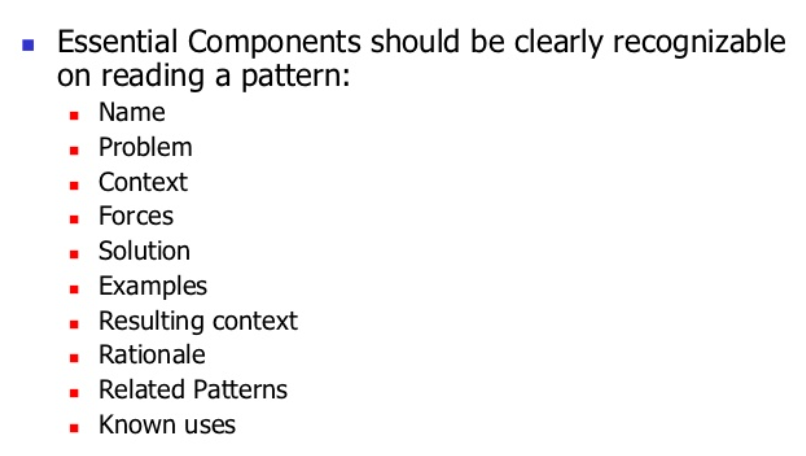 Essential Components should be clearly recognizable
on reading a pattern:
Name
Problem
Context
Forces
Solution
Examples
Resulting context
Rationale
Related Patterns
Known uses